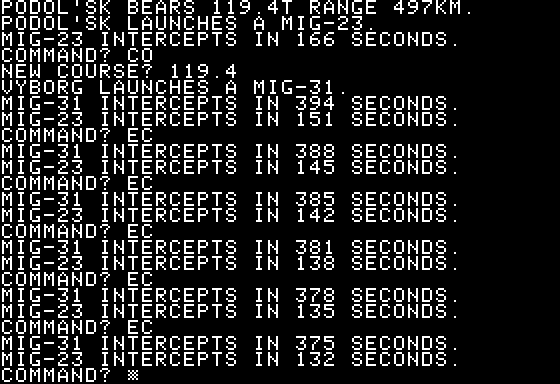 PODOL'SK BEARS 119.4T RANGE 497KM.
PODOL'SK LAUNCHES A MIG-23.
MIG-23 INTERCEPTS IN 166 SECONDS.
COMMAND? CO
NEW COURSE? 119.4
VYBORG LAUNCHES A MIG-31.
MIG-31 INTERCEPTS IN 394 SECONDS.
MIG-23 INTERCEPTS IN 151 SECONDS.
COMMAND? EC
MIG-31 INTERCEPTS IN 388 SECONDS.
MIG-23 INTERCEPTS IN 145 SECONDS.
COMMAND? EC
MIG-31 INTERCEPTS IN 385 SECONDS.
MIG-23 INTERCEPTS IN 142 SECONDS.
COMMAND? EC
MIG-31 INTERCEPTS IN 381 SECONDS.
MIG-23 INTERCEPTS IN 138 SECONDS.
COMMAND? EC
MIG-31 INTERCEPTS IN 378 SECONDS.
MIG-23 INTERCEPTS IN 135 SECONDS.
COMMAND? EC
MIG-31 INTERCEPTS IN 375 SECONDS.
MIG-23 INTERCEPTS IN 132 SECONDS.
COMMAND?